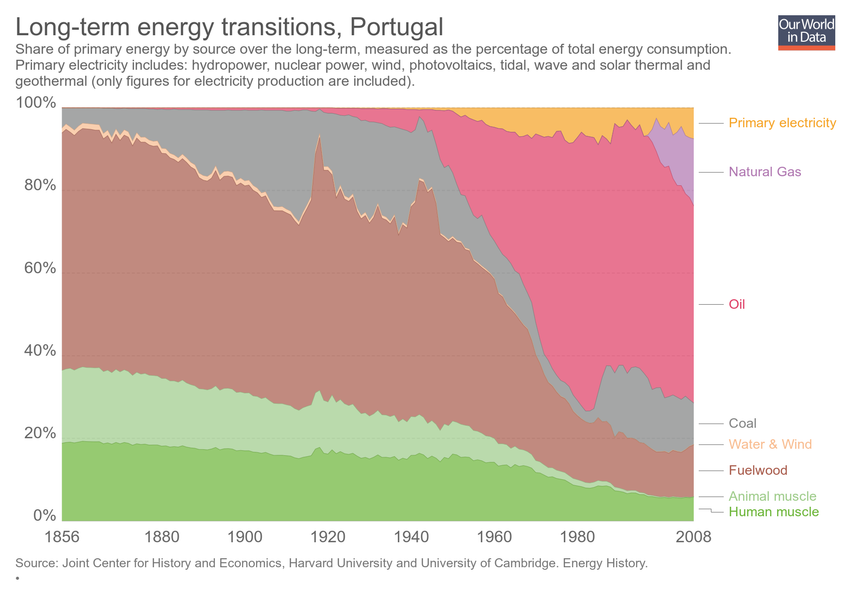 Long-term energy transitions, Portugal
Our World
in Data
Share of primary energy by source over the long-term, measured as the percentage of total energy consumption.
Primary electricity includes: hydropower, nuclear power, wind, photovoltaics, tidal, wave and solar thermal and
geothermal (only figures for electricity production are included).
100%
80%
60%
40%
20%
0%
Primary electricity
Natural Gas
Oil
Coal
Water & Wind
Fuelwood
Animal muscle
Human muscle
1856 1880 1900 1920 1940 1960 1980 2008
Source: Joint Center for History and Economics, Harvard University and University of Cambridge. Energy History.
•